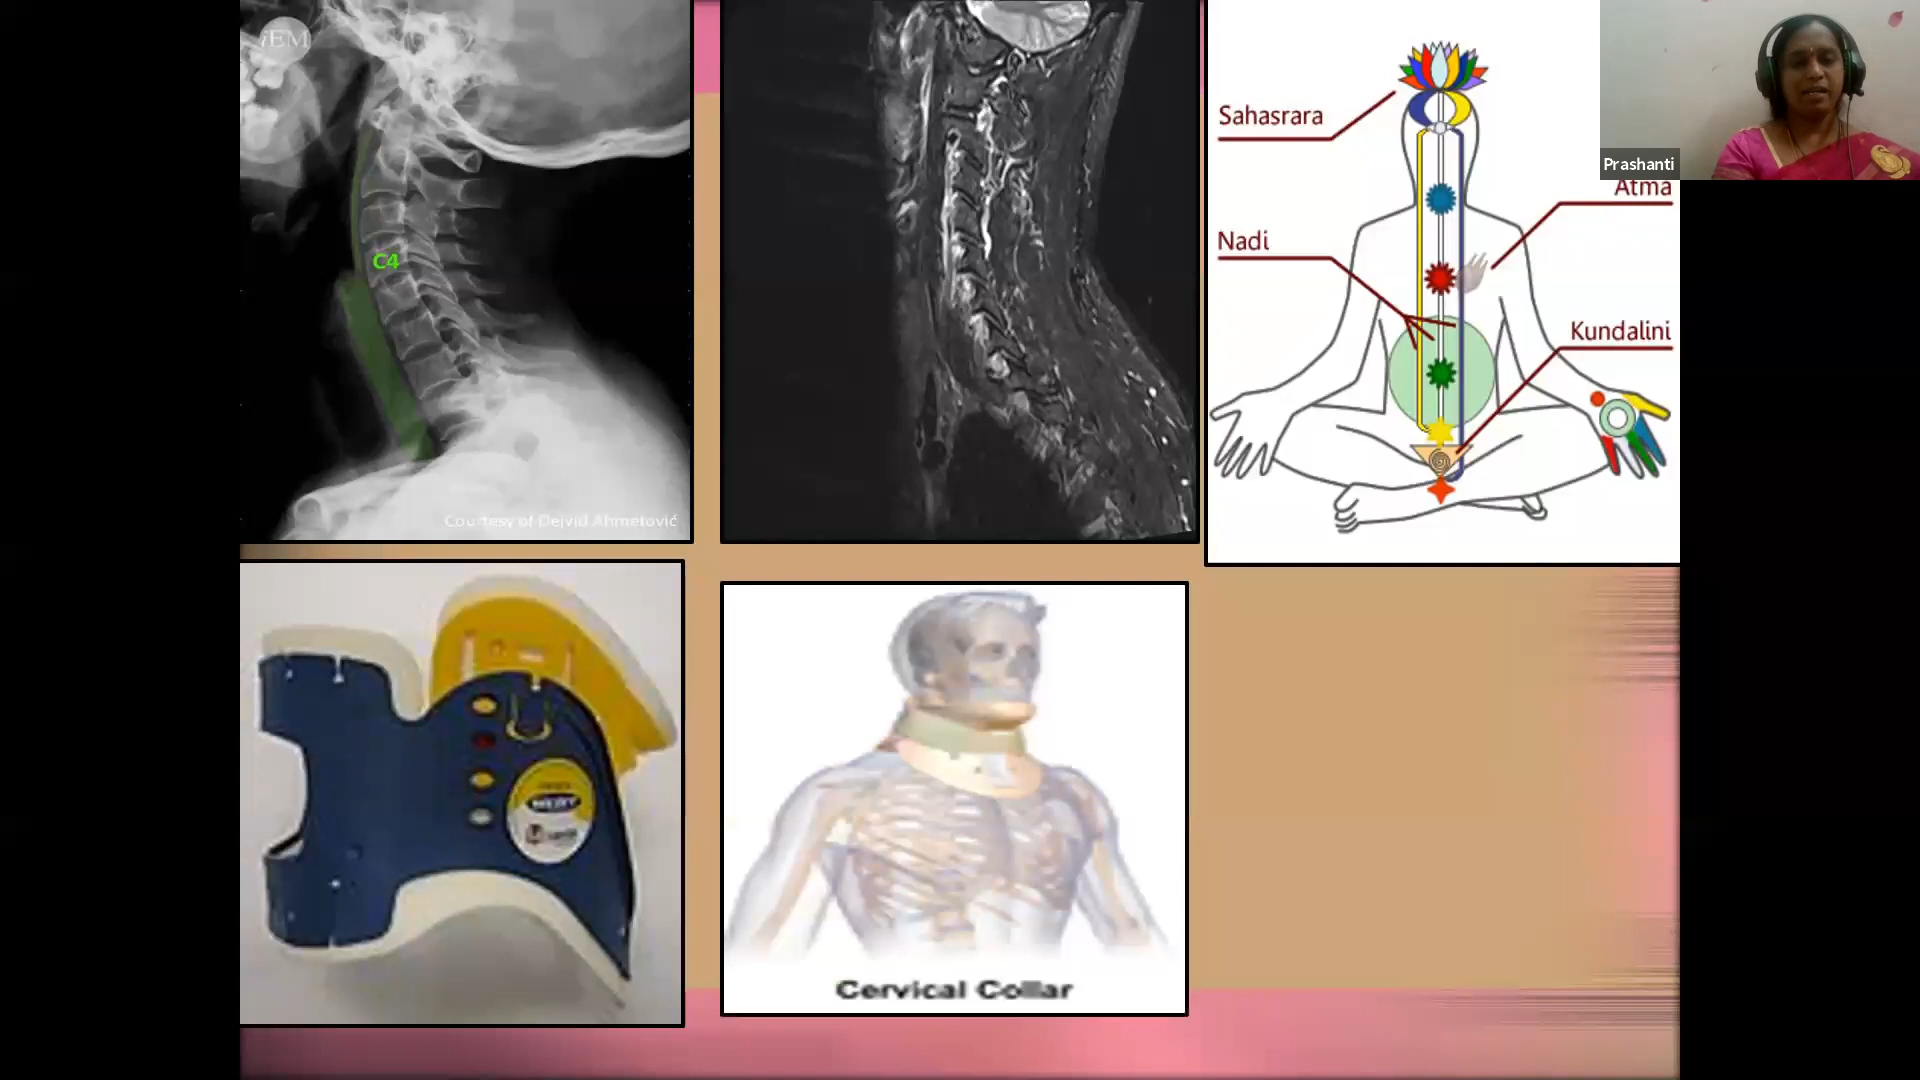 iEM
C4
Courtesy of Dejvid Ahmetović
Sahasrara
Nadi
Atma
Kundalini
Prashanti
Cervical Collar